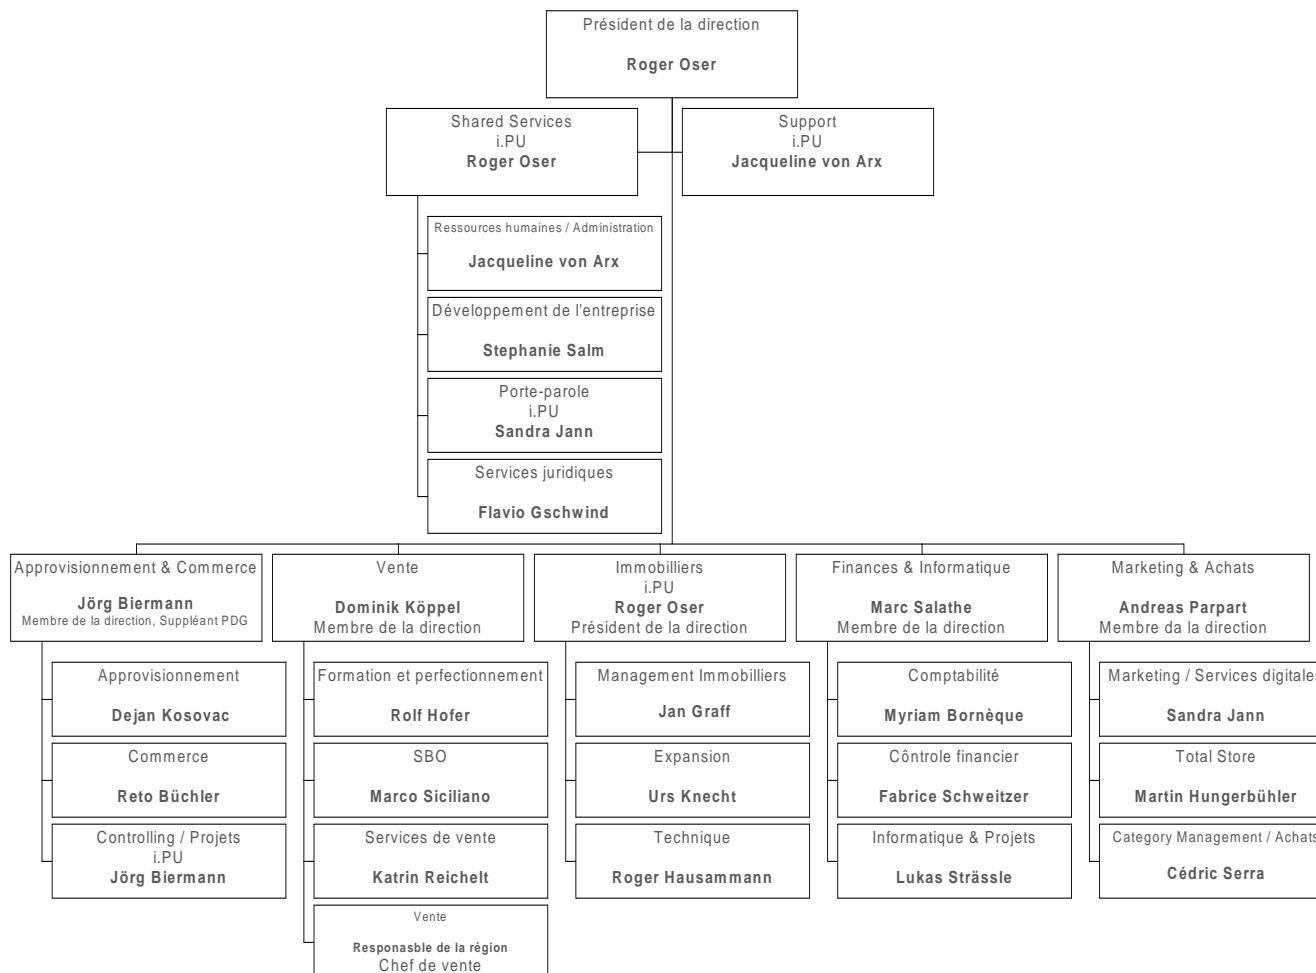 Président de la direction
Roger Oser
Shared Services
i.PU
Roger Oser
Support
i.PU
Jacqueline von Arx
Ressources humaines / Administration
Jacqueline von Arx
Développement de l'entreprise
Stephanie Salm
Porte-parole
i.PU
Sandra Jann
Services juridiques
Flavio Gschwind
Approvisionnement & Commerce
Jörg Biermann
Membre de la direction, Suppléant PDG
Approvisionnement
Dejan Kosovac
Commerce
Reto Büchler
Controlling / Projets
i.PU
Jörg Biermann
Vente
Dominik Köppel
Membre de la direction
Formation et perfectionnement
Rolf Hofer
SBO
Marco Siciliano
Services de vente
Katrin Reichelt
Vente
Responasble de la région
Chef de vente
Immobilliers
i.PU
Roger Oser
Président de la direction
Management Immobilliers
Jan Graff
Expansion
Urs Knecht
Technique
Roger Hausammann
Finances & Informatique
Marc Salathe
Membre de la direction
Comptabilité
Myriam Bornèque
Côntrole financier
Fabrice Schweitzer
Informatique & Projets
Lukas Strässle
Marketing & Achats
Andreas Parpart
Membre da la direction
Marketing / Services digitales
Sandra Jann
Total Store
Martin Hungerbühler
Category Management / Achats
Cédric Serra